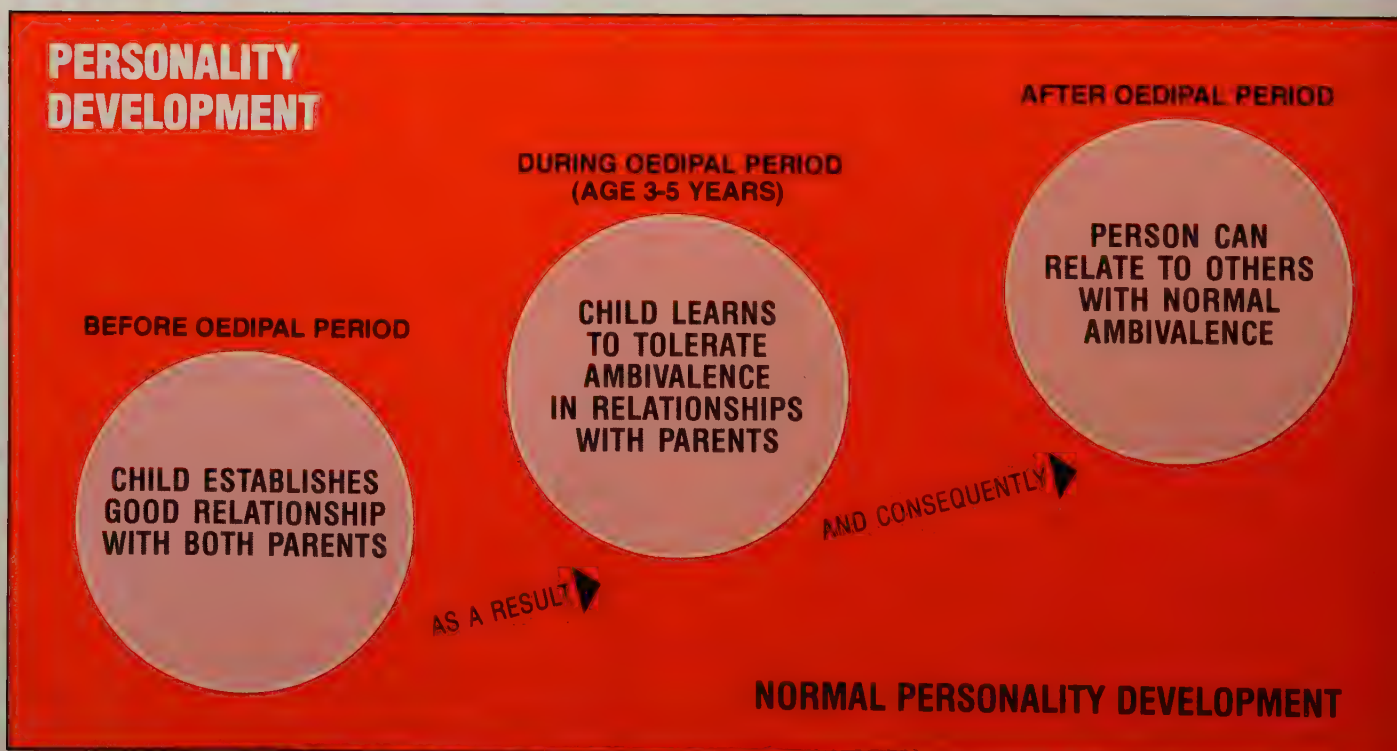 PERSONALITY
DEVELOPMENT
BEFORE OEDIPAL PERIOD
CHILD ESTABLISHES
GOOD RELATIONSHIP
WITH BOTH PARENTS
AS A RESULT
DURING OEDIPAL PERIOD
(AGE 3-5 YEARS)
CHILD LEARNS
TO TOLERATE
AMBIVALENCE
IN RELATIONSHIPS
WITH PARENTS
AND CONSEQUENTLY
AFTER OEDIPAL PERIOD
PERSON CAN
RELATE TO OTHERS
WITH NORMAL
AMBIVALENCE
NORMAL PERSONALITY DEVELOPMENT